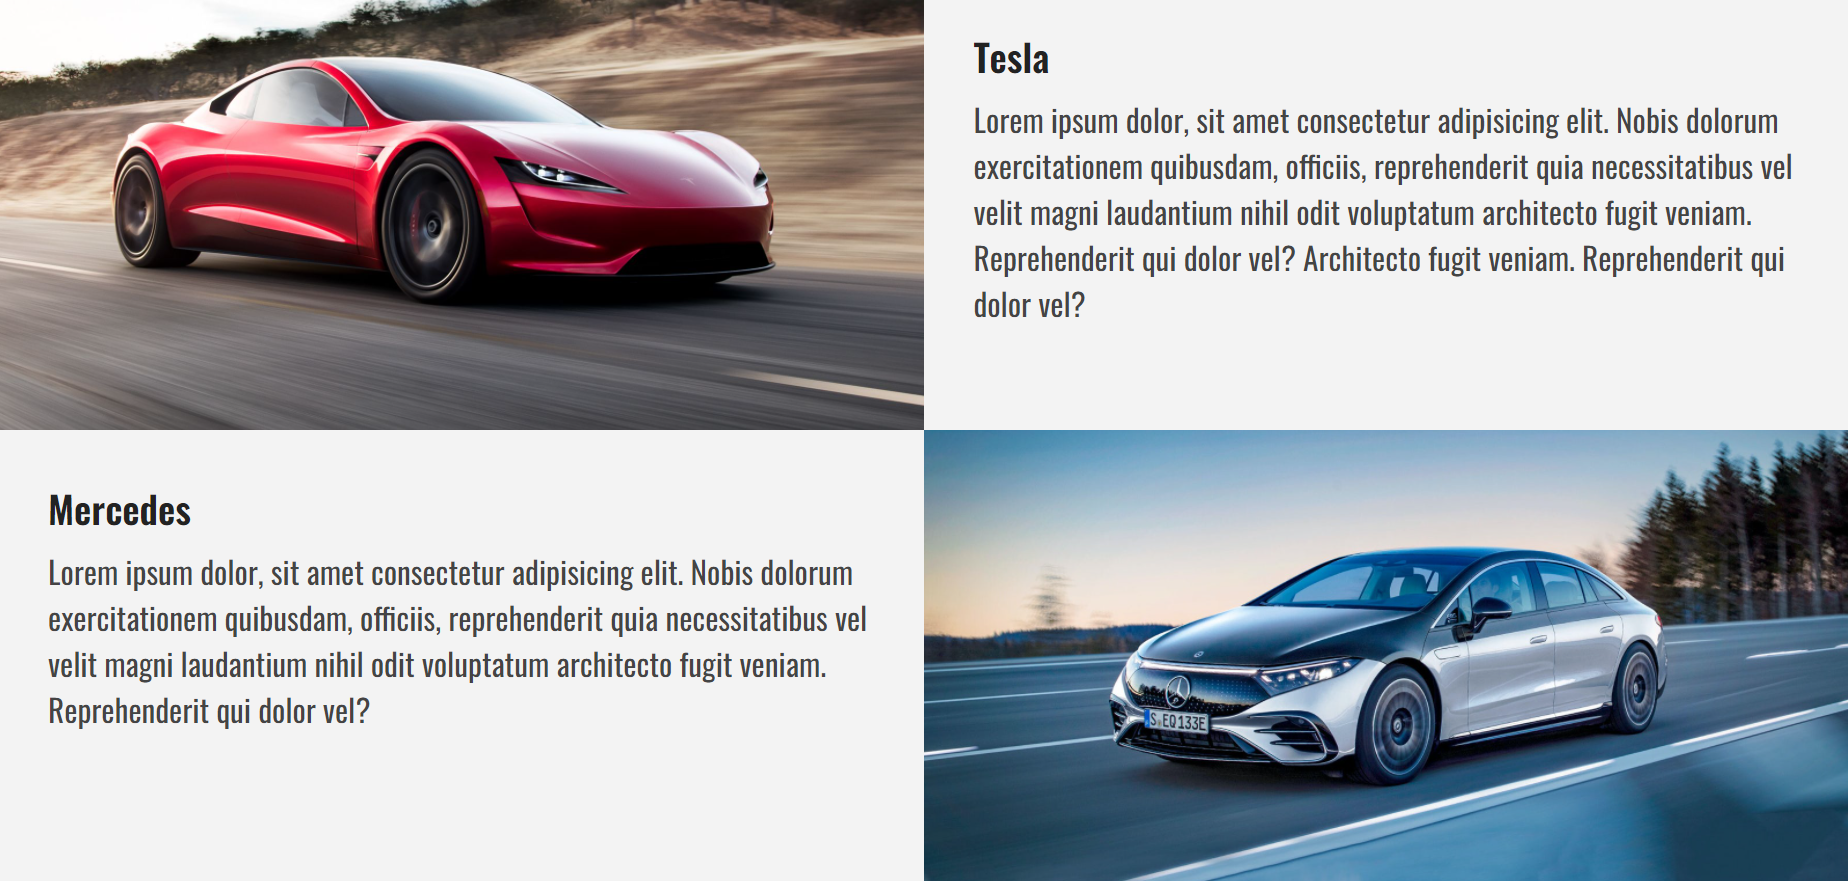 Tesla
Lorem ipsum dolor, sit amet consectetur adipisicing elit. Nobis dolorum
exercitationem quibusdam, officiis, reprehenderit quia necessitatibus vel
velit magni laudantium nihil odit voluptatum architecto fugit veniam.
Reprehenderit qui dolor vel? Architecto fugit veniam. Reprehenderit qui
dolor vel?
Mercedes
Lorem ipsum dolor, sit amet consectetur adipisicing elit. Nobis dolorum
exercitationem quibusdam, officiis, reprehenderit quia necessitatibus vel
velit magni laudantium nihil odit voluptatum architecto fugit veniam.
Reprehenderit qui dolor vel?
S EQ 133E